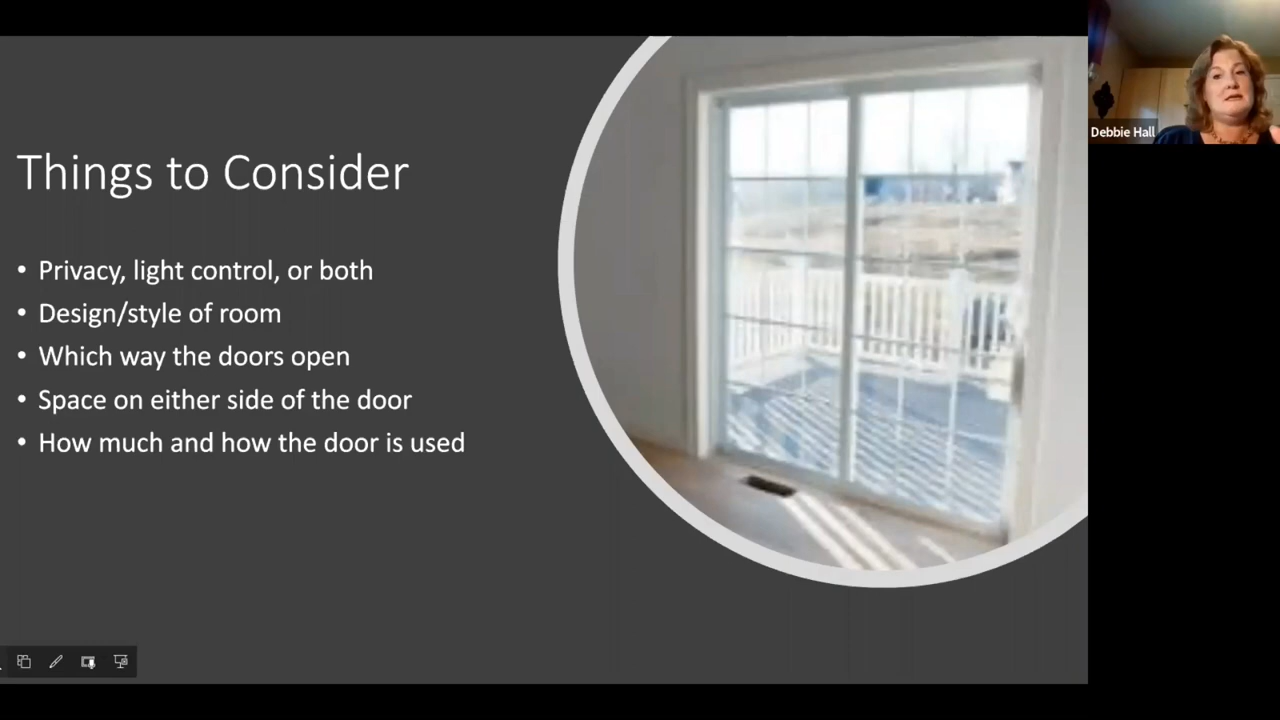 Things to Consider
• Privacy, light control, or both
• Design/style of room
• Which way the doors open
• Space on either side of the door
• How much and how the door is used
Debbie Hall